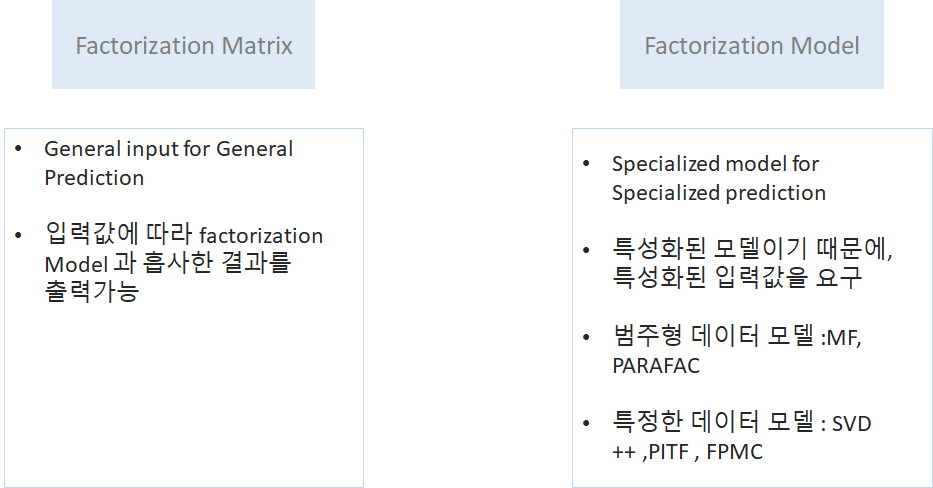 Factorization Matrix
• General input for General
Prediction
• 입력값에 따라 factorization
Model 과 흡사한 결과를
출력가능
Factorization Model
• Specialized model for
Specialized prediction
• 특성화된 모델이기 때문에,
특성화된 입력값을 요구
• 범주형 데이터 모델 :MF,
PARAFAC
• 특정한 데이터 모델 : SVD
++ ,PITF , FPMC